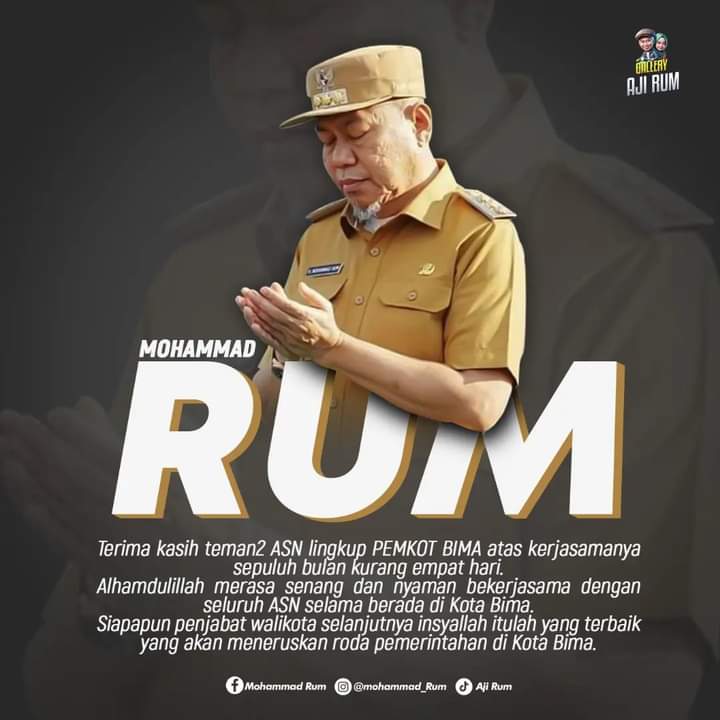 GALLERY
AJI RUM
MOHAMMAD
RUM
Terima kasih teman2 ASN lingkup PEMKOT BIMA atas kerjasamanya
sepuluh bulan kurang empat hari.
Alhamdulillah merasa senang dan nyaman bekerjasama dengan
seluruh ASN selama berada di Kota Bima.
Siapapun penjabat walikota selanjutnya insyallah itulah yang terbaik
yang akan meneruskan roda pemerintahan di Kota Bima.
Mohammad Rum @mohammad_Rum Aji Rum